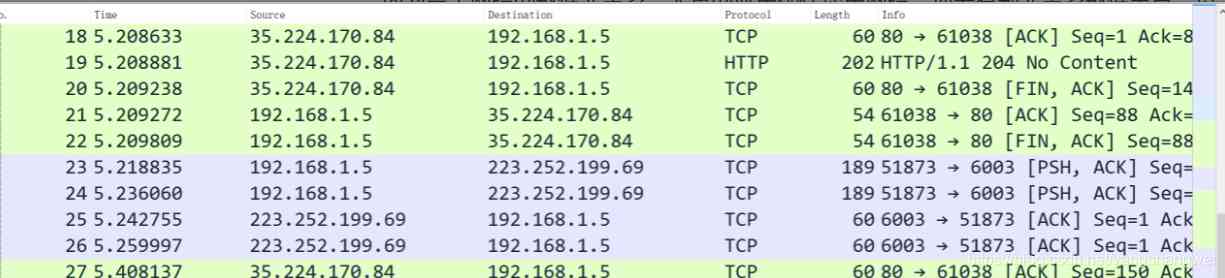 o. Time Source Destination Protocol Length Info
18 5.208633 35.224.170.84 192.168.1.5 TCP 60 80 → 61038 [ACK] Seq=1 Ack=8
19 5.208881 35.224.170.84 192.168.1.5 HTTP 202 HTTP/1.1 204 No Content
20 5.209238 35.224.170.84 192.168.1.5 TCP 60 80 → 61038 [FIN, ACK] Seq=14
21 5.209272 192.168.1.5 35.224.170.84 TCP 54 61038 → 80 [ACK] Seq=88 Ack=
22 5.209809 192.168.1.5 35.224.170.84 TCP 54 61038 → 80 [FIN, ACK] Seq=88
23 5.218835 192.168.1.5 223.252.199.69 TCP 189 51873 → 6003 [PSH, ACK] Seq=
24 5.236060 192.168.1.5 223.252.199.69 TCP 189 51873 → 6003 [PSH, ACK] Seq=
25 5.242755 223.252.199.69 192.168.1.5 TCP 60 6003 → 51873 [ACK] Seq=1 Ack
26 5.259997 223.252.199.69 192.168.1.5 TCP 60 6003 → 51873 [ACK] Seq=1 Ack
27 5.408137 35.224.170.84 192.168.1.5 TCP 60 80 → 61038 [ACK] Seq=150 Ack=